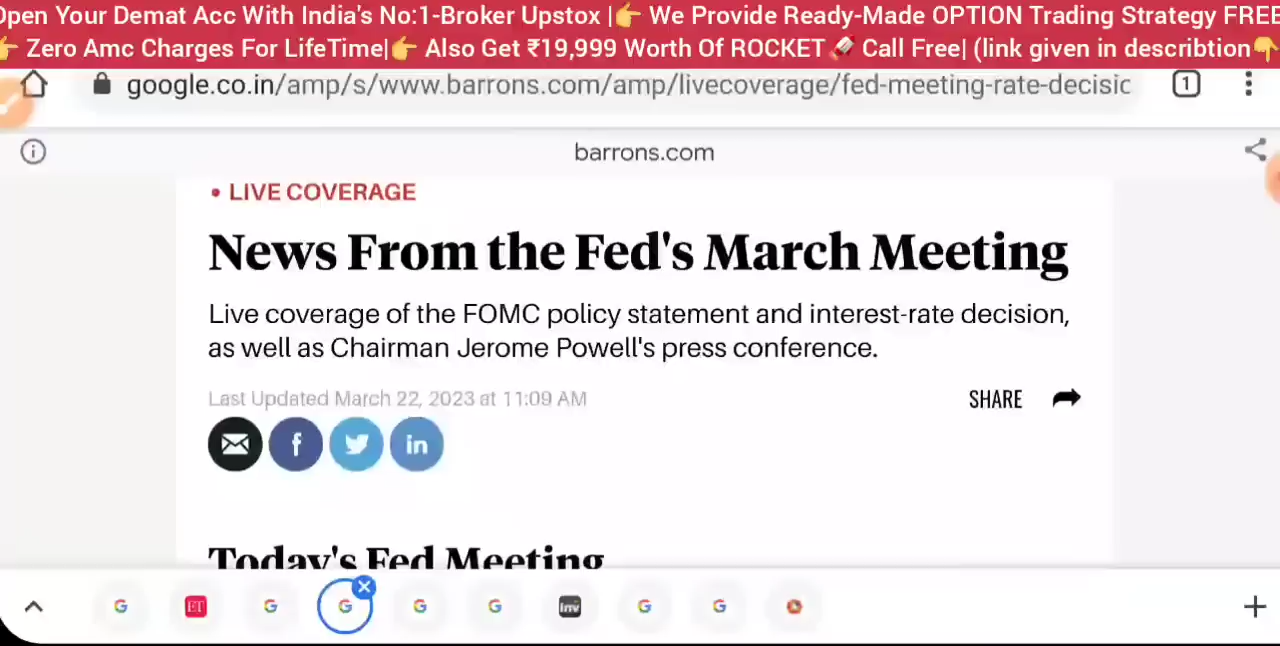 Open Your Demat Acc With India's No:1-Broker Upstox |👉 We Provide Ready-Made OPTION Trading Strategy FREE
👉 Zero Amc Charges For LifeTime|👉 Also Get ₹19,999 Worth Of ROCKET🚀 Call Free| (link given in describtion👇
google.co.in/amp/s/www.barrons.com/amp/livecoverage/fed-meeting-rate-decisic
1
barrons.com
• LIVE COVERAGE
News From the Fed's March Meeting
Live coverage of the FOMC policy statement and interest-rate decision,
as well as Chairman Jerome Powell's press conference.
Last Updated March 22, 2023 at 11:09 AM
SHARE
f
in
Today's Fed Meeting
G
ET
G
G
G
G
Inv
G
G